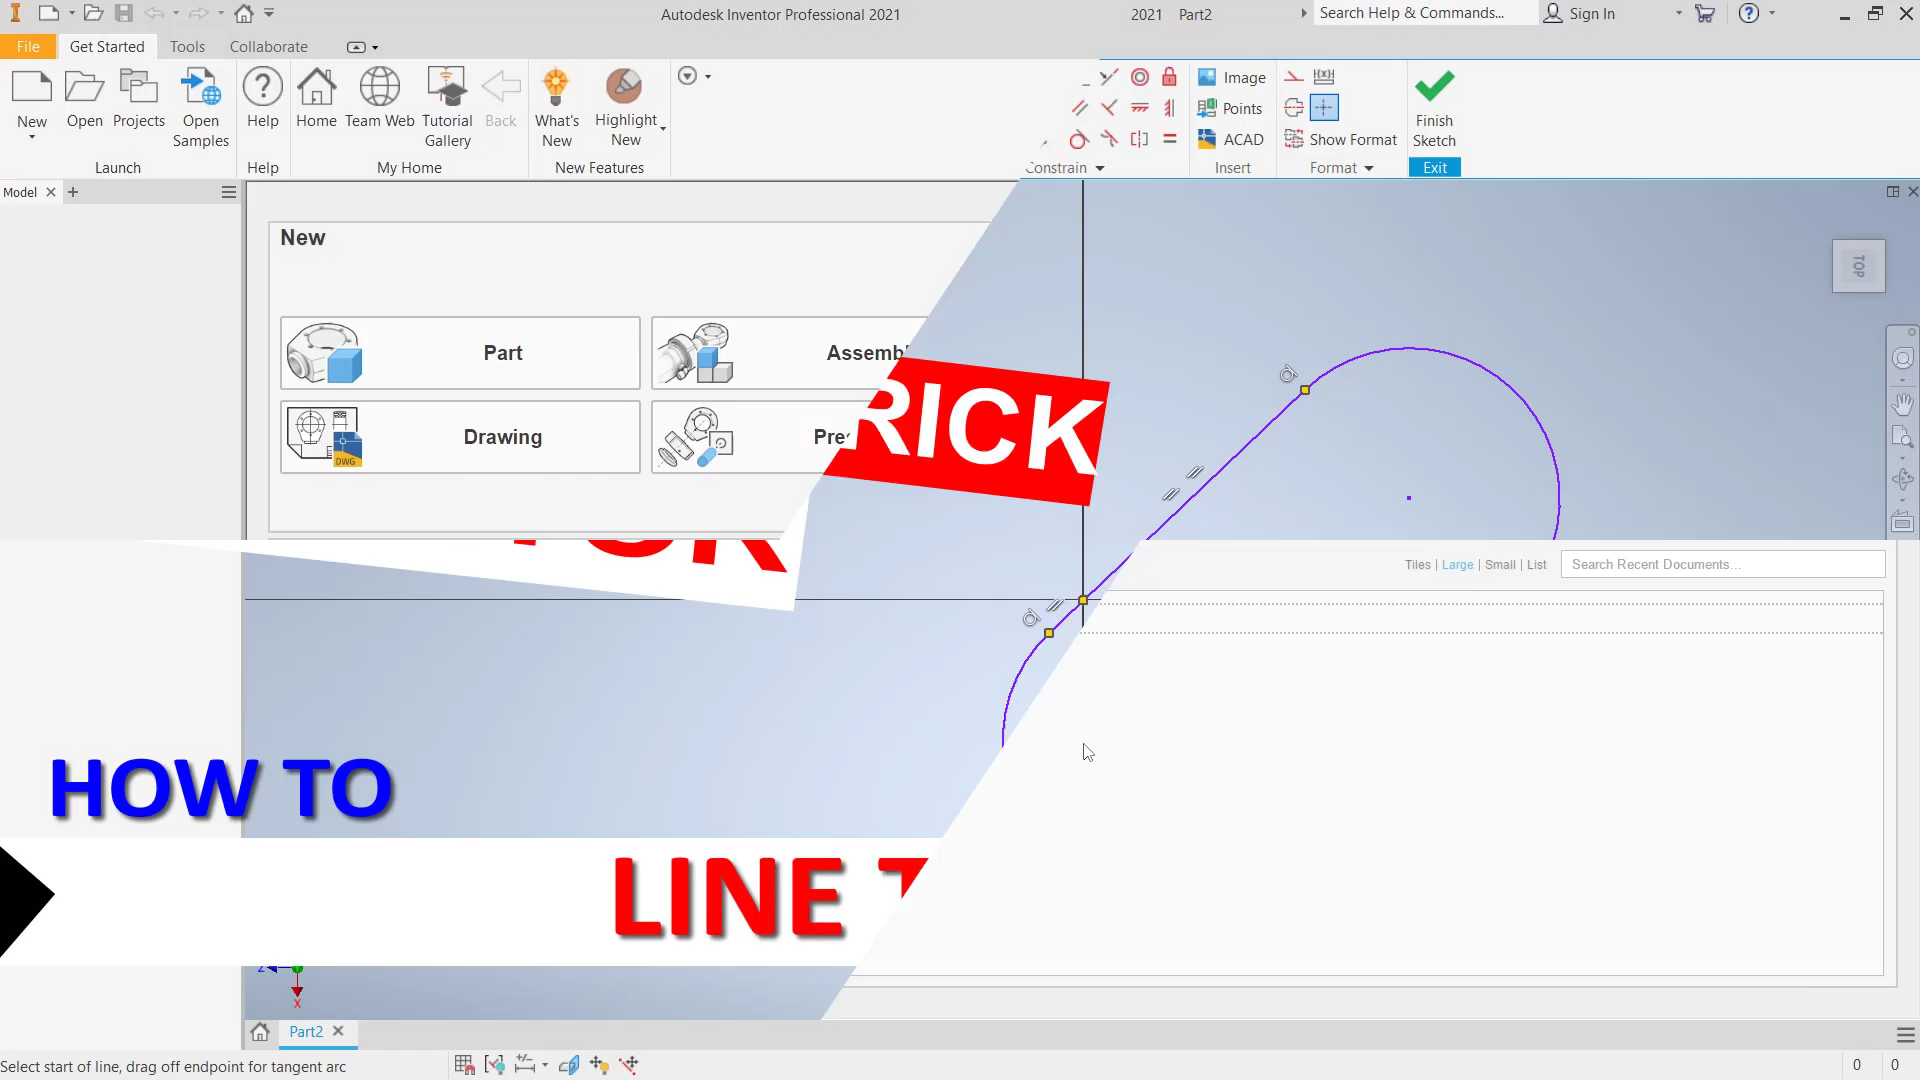 Autodesk Inventor Professional 2021
2021 Part2
Search Help & Commands...
Sign In
File
Get Started
Tools
Collaborate
New
Open
Projects
Open Samples
Help
Home
Team Web
Tutorial Gallery
Back
What's New
Highlight New
Image
Points
ACAD
Show Format
Finish Sketch
Launch
Help
My Home
New Features
Constrain
Insert
Format
Exit
Model
New
TOP
Part
Assembl
Drawing
DWG
Pre
RICK
Tiles | Large | Small | List
Search Recent Documents...
HOW TO
LINE T
Z
X
Part2
Select start of line, drag off endpoint for tangent arc
0 0